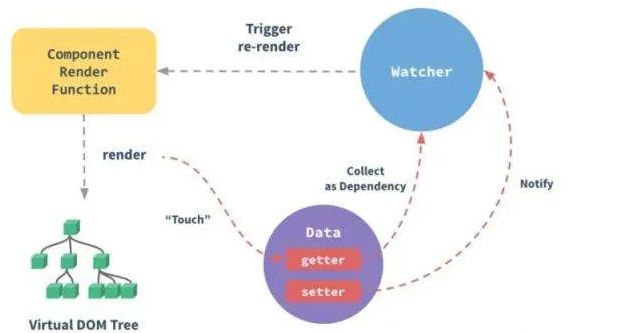 Trigger
re-render
Component
Render
Function
Watcher
render
Collect
as Dependency
Notify
“Touch”
Data
getter
setter
Virtual DOM Tree